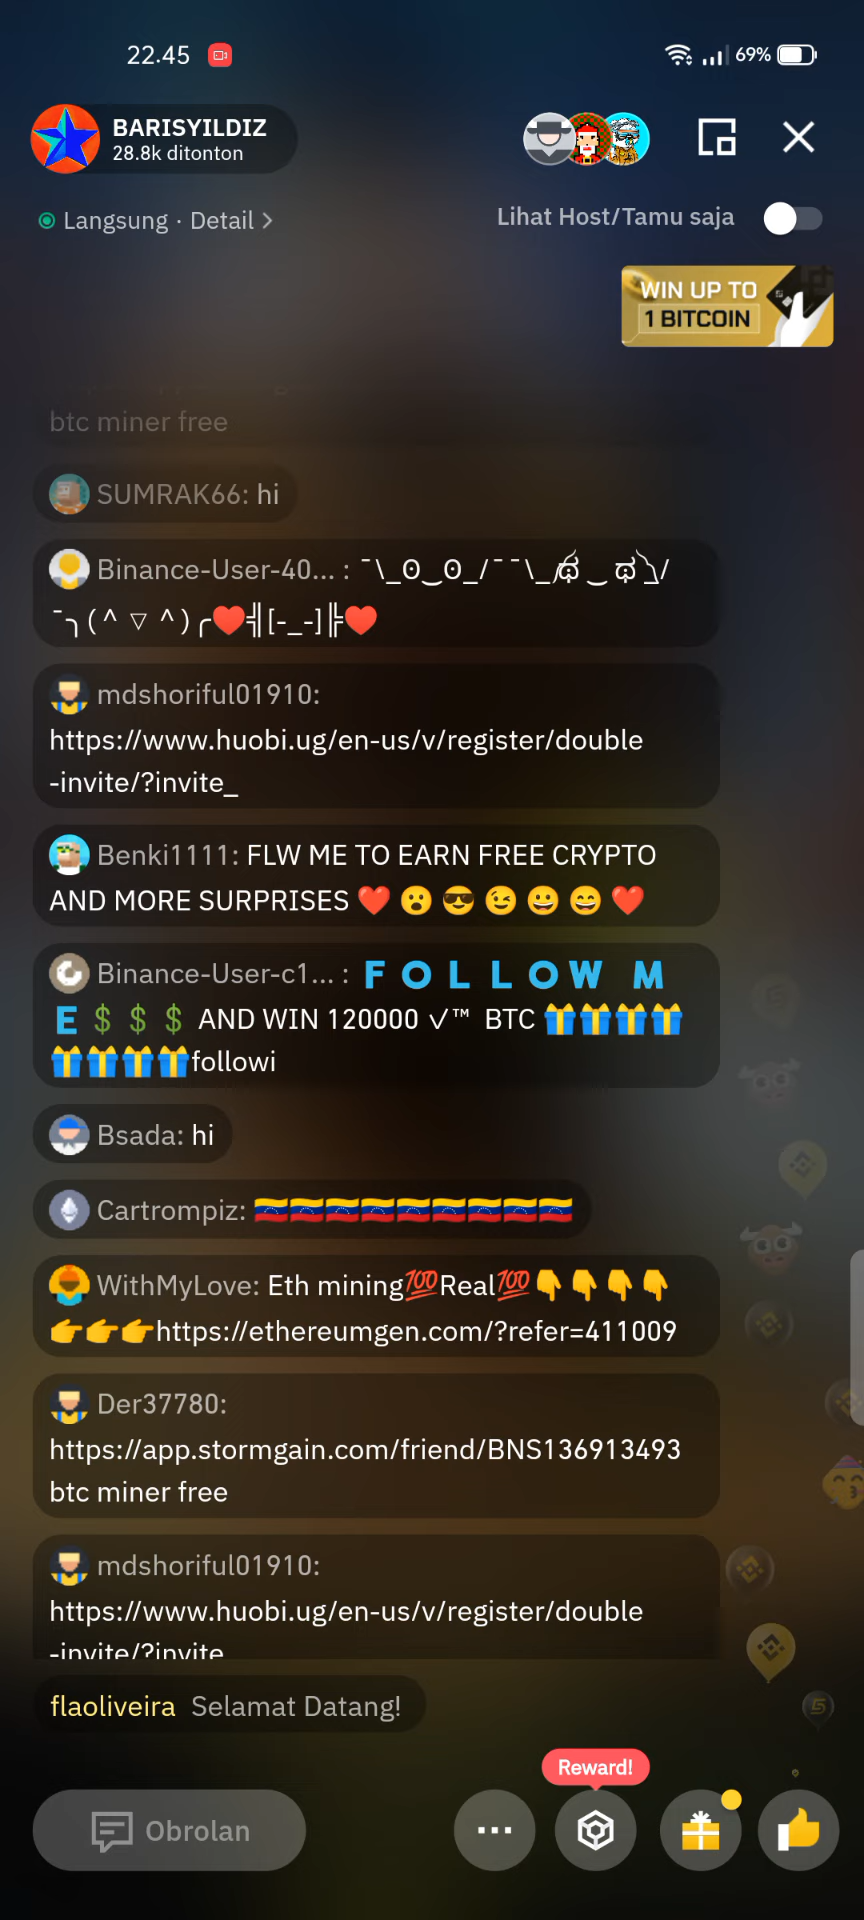 22.45
69%
BARISYILDIZ
28.8k ditonton
Langsung · Detail >
Lihat Host/Tamu saja
WIN UP TO
1 BITCOIN
btc miner free
SUMRAK66: hi
Binance-User-40... : ¯\_ʘ‿ʘ_/¯¯\_
¯╮(^ ▽ ^)╭❤️╣[-_-]╠❤️
mdshoriful01910:
https://www.huobi.ug/en-us/v/register/double
-invite/?invite_
Benki1111: FLW ME TO EARN FREE CRYPTO
AND MORE SURPRISES ❤️ 😮 😎 😉 😀 😄 ❤️
Binance-User-c1... : F O L L O W M
E $ $ $ AND WIN 120000 √™ BTC 🎁🎁🎁🎁
🎁🎁🎁🎁followi
Bsada: hi
Cartrompiz: 🇻🇪🇻🇪🇻🇪🇻🇪🇻🇪🇻🇪🇻🇪🇻🇪🇻🇪
WithMyLove: Eth mining💯Real💯👇👇👇👇
👉👉👉https://ethereumgen.com/?refer=411009
Der37780:
https://app.stormgain.com/friend/BNS136913493
btc miner free
mdshoriful01910:
https://www.huobi.ug/en-us/v/register/double
-invite/?invite
flaoliveira Selamat Datang!
Reward!
Obrolan